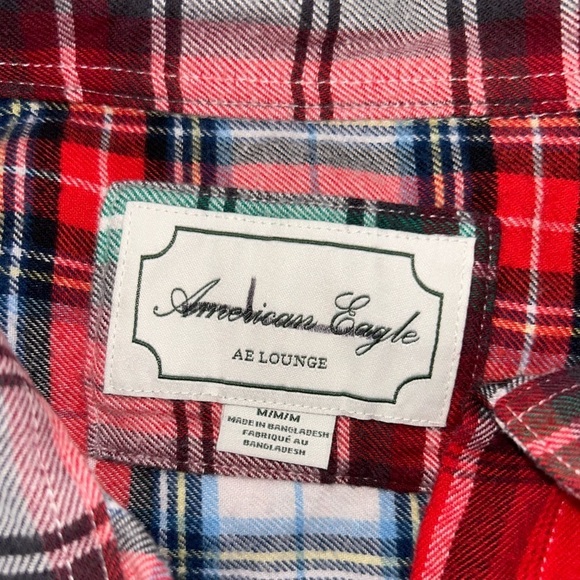 American Eagle
AE LOUNGE
M/M/M
MADE IN BANGLADESH
FABRIQUÉ AU
BANGLADESH